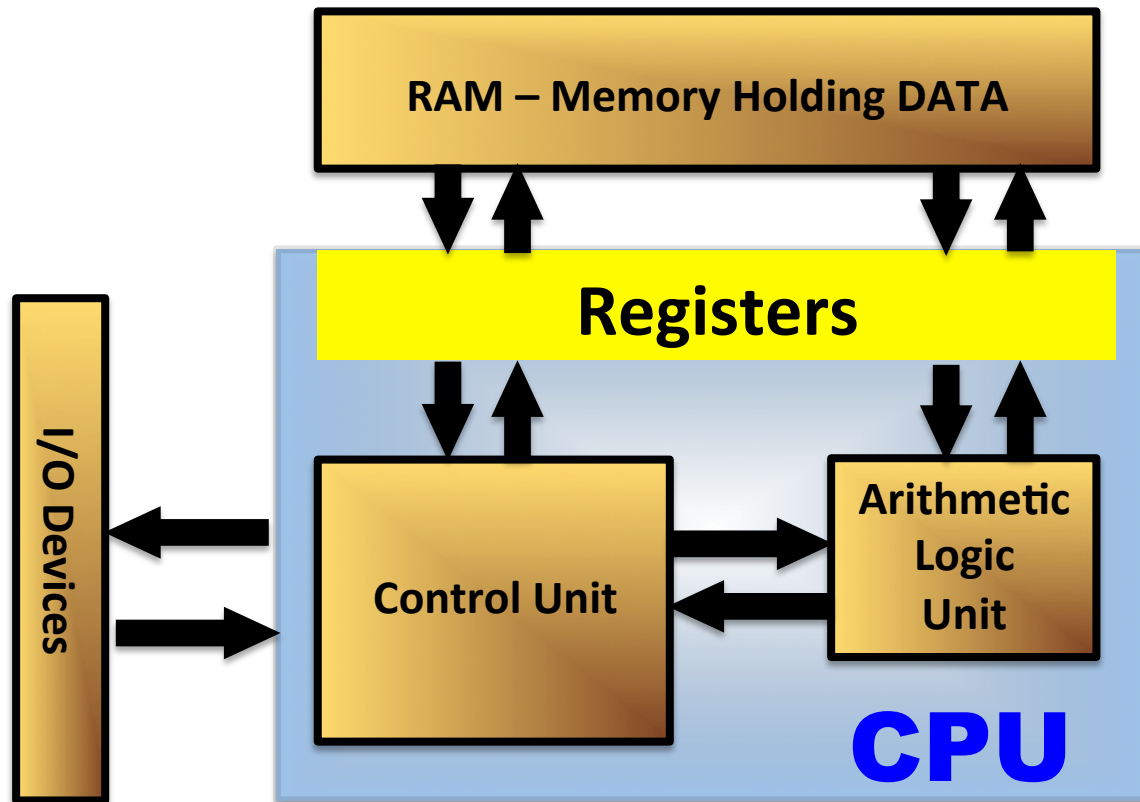 RAM – Memory Holding DATA
Registers
I/O Devices
Control Unit
Arithmetic
Logic
Unit
CPU